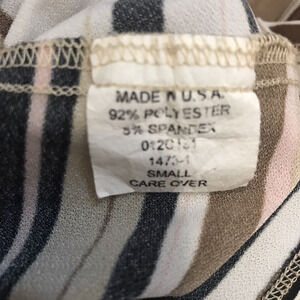 MADE IN U.S.A.
92% POLYESTER
8% SPANDEX
1473-1
SMALL
CARE OVER